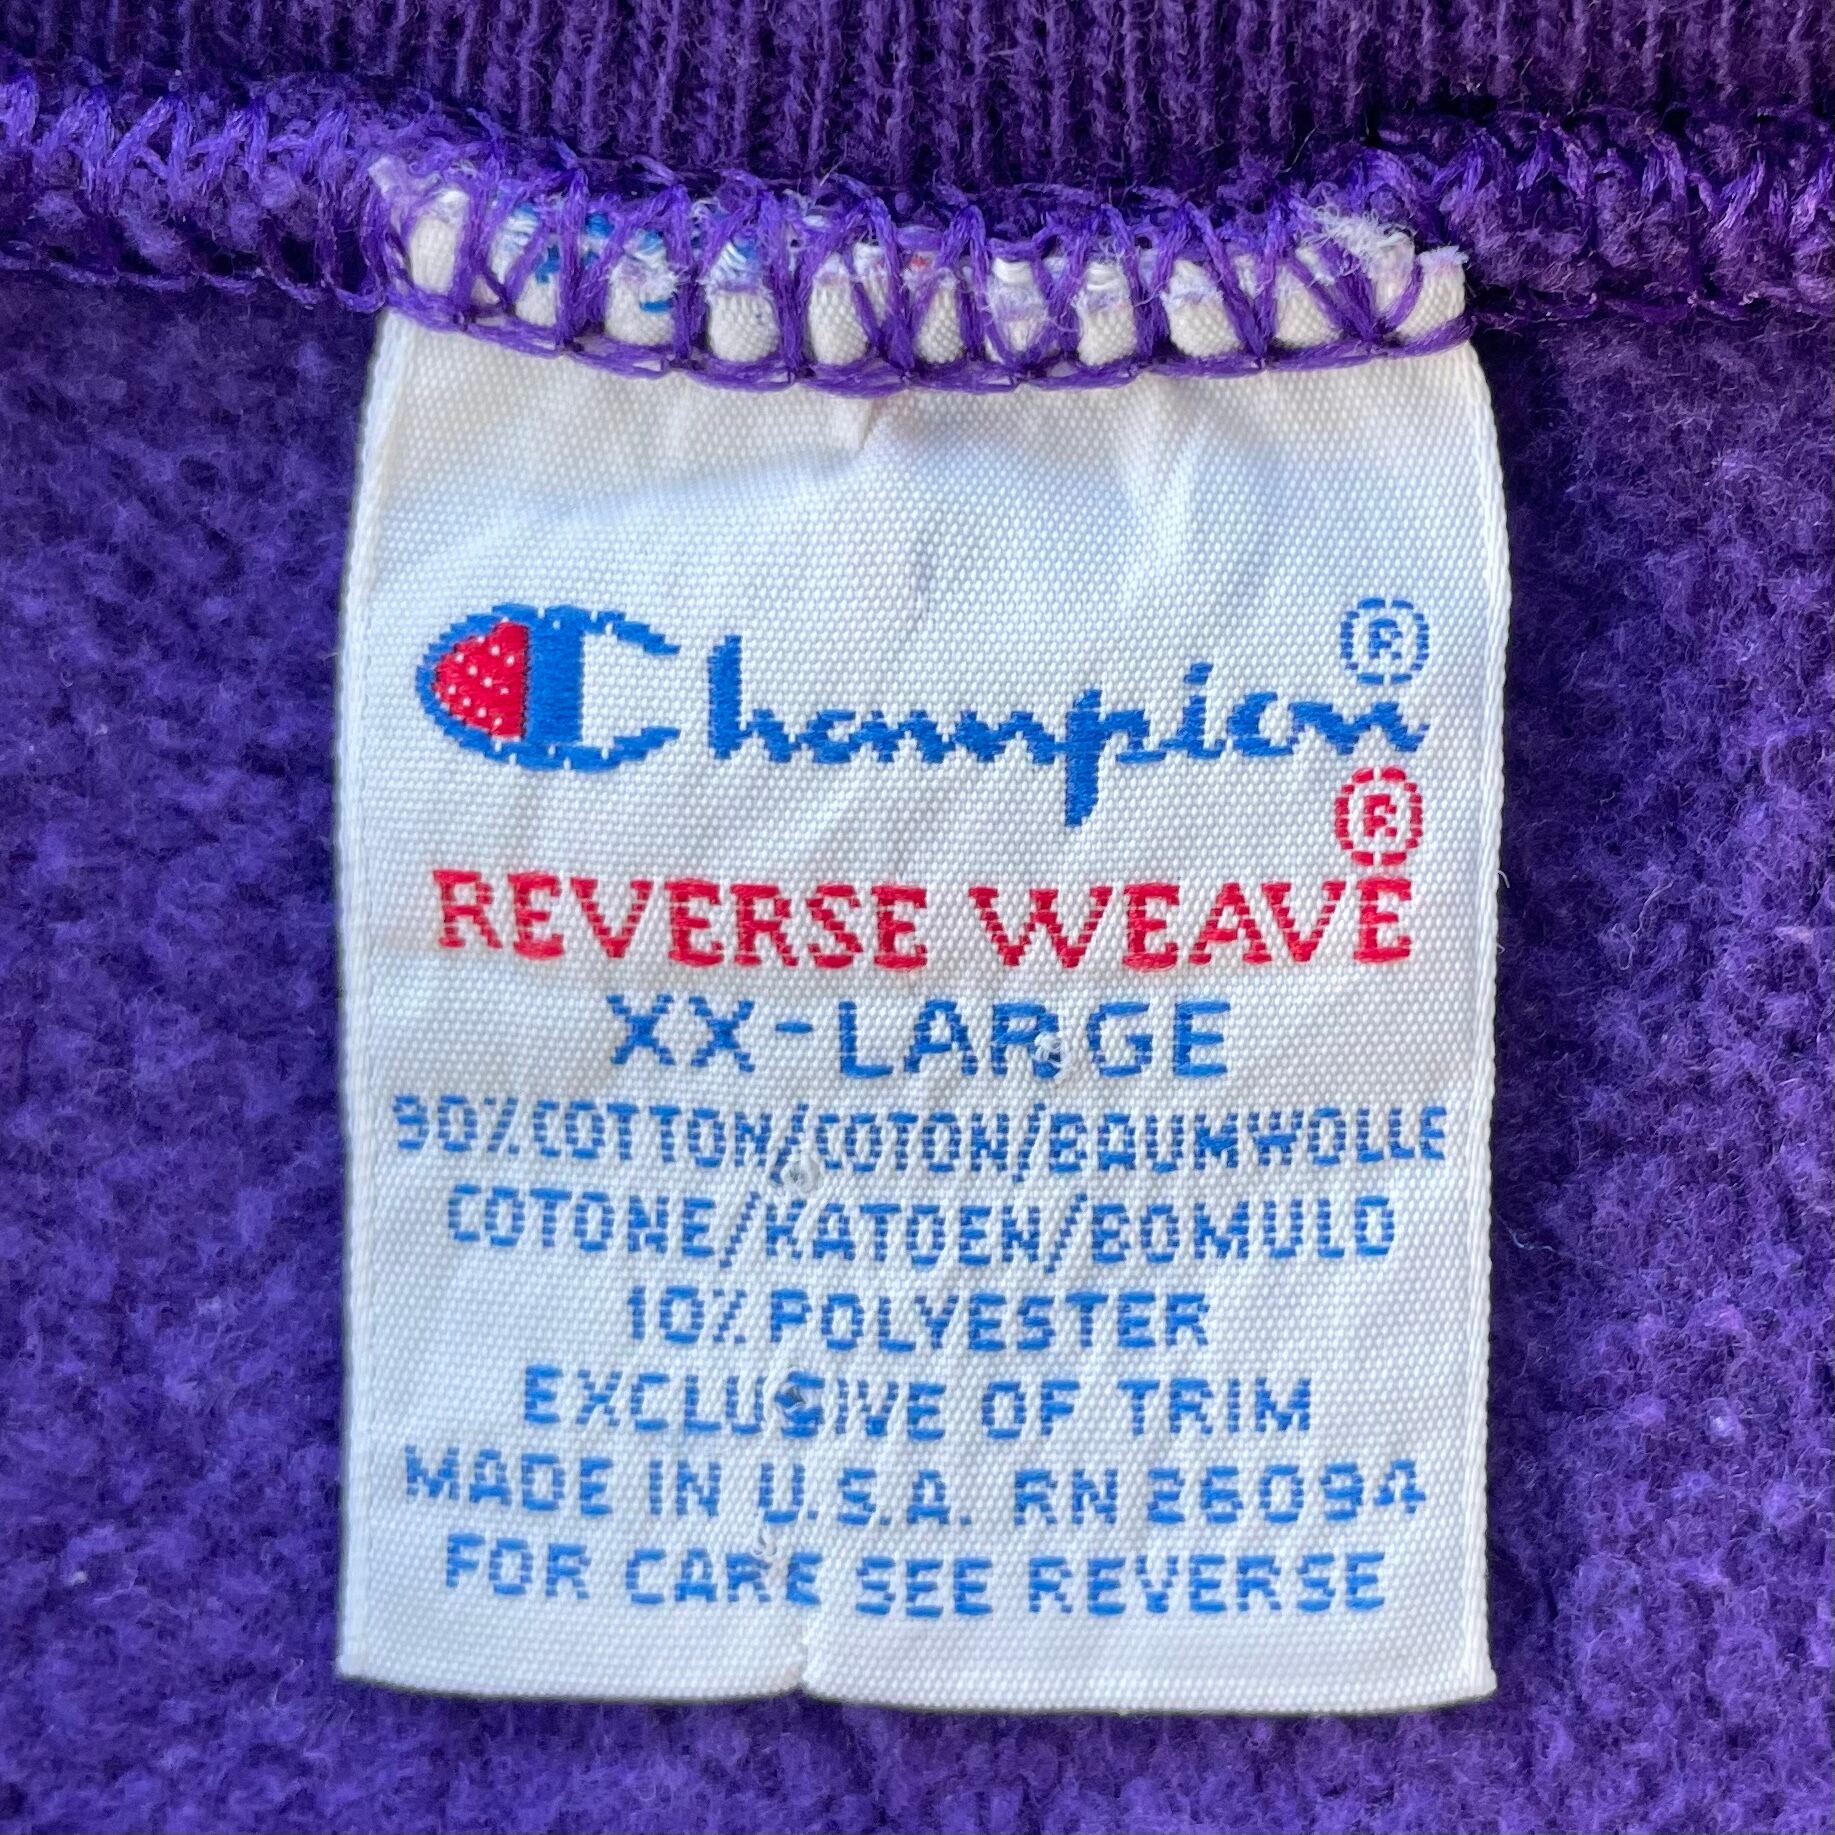 Champion®
®
REVERSE WEAVE
XX-LARGE
90% COTTON/COTON/BAUMWOLLE
COTONE/KATOEN/BOMULD
10% POLYESTER
EXCLUSIVE OF TRIM
MADE IN U.S.A. RN 26094
FOR CARE SEE REVERSE